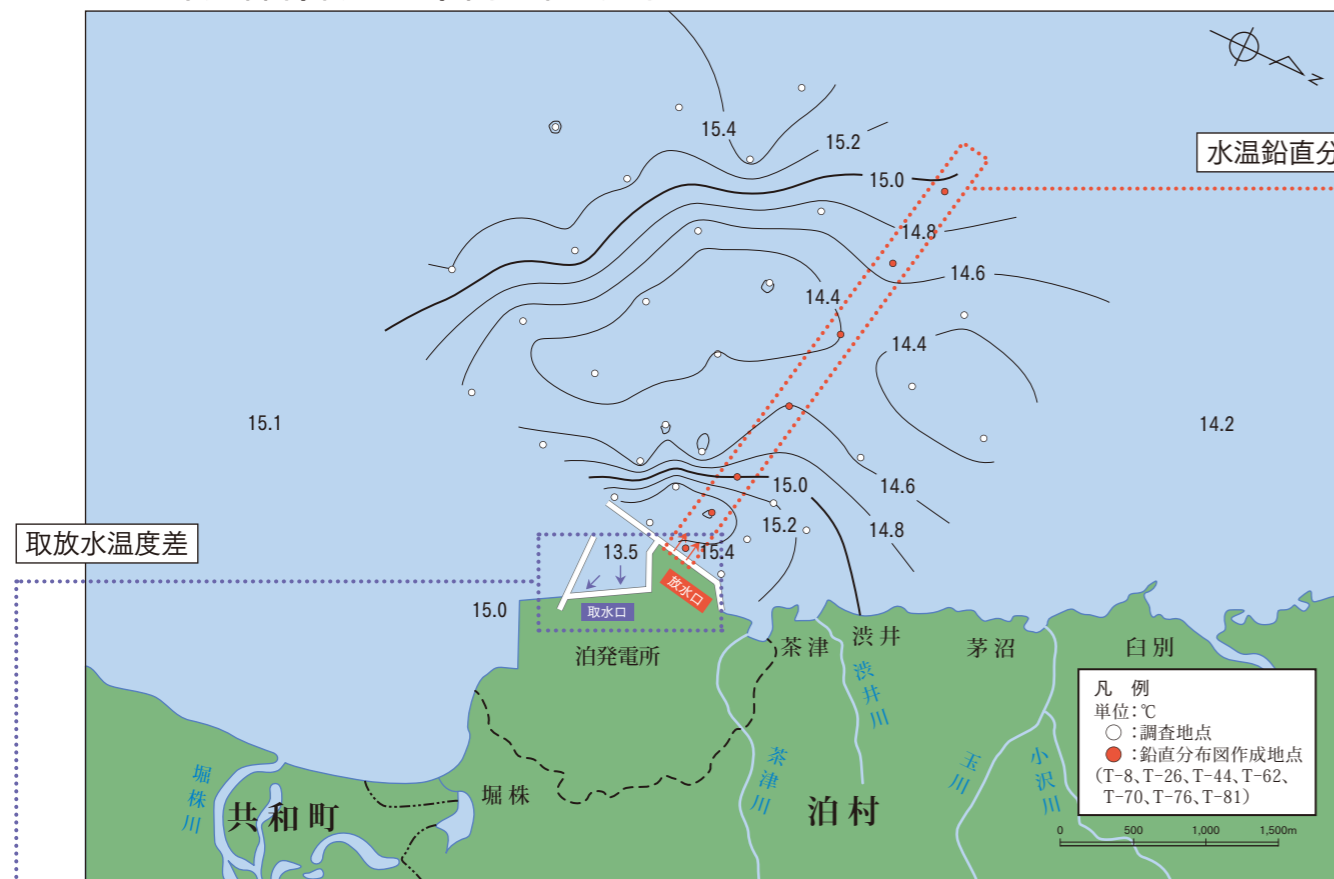 N
15.4
15.2
水温鉛直分
15.0
14.8
14.6
14.4
14.4
15.1
14.2
15.0
14.6
15.2
14.8
取放水温度差
13.5
15.4
放水口
取水口
15.0
泊発電所
茶津
渋井
茅沼
臼別
渋井川
茶津川
玉川
小沢川
堀株川
堀株
共和町
泊村
凡 例
単位:℃
○:調査地点
●:鉛直分布図作成地点
(T-8、T-26、T-44、T-62、
T-70、T-76、T-81)
0 500 1,000 1,500m